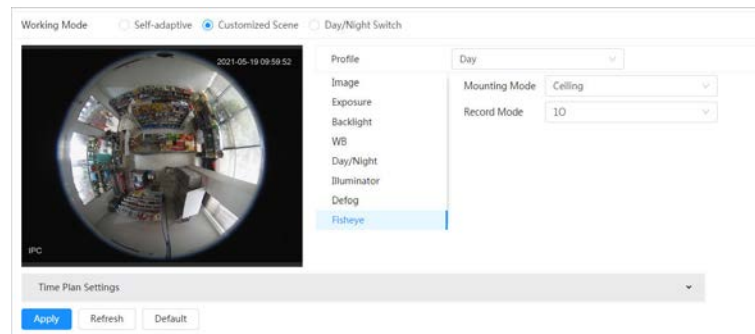 Working Mode Self-adaptive Customized Scene Day/Night Switch
2021-05-19 09:59:52
IPC
Profile Day
Image
Exposure
Backlight
WB
Day/Night
Illuminator
Defog
Fisheye
Mounting Mode Ceiling
Record Mode 1O
Time Plan Settings
Apply Refresh Default